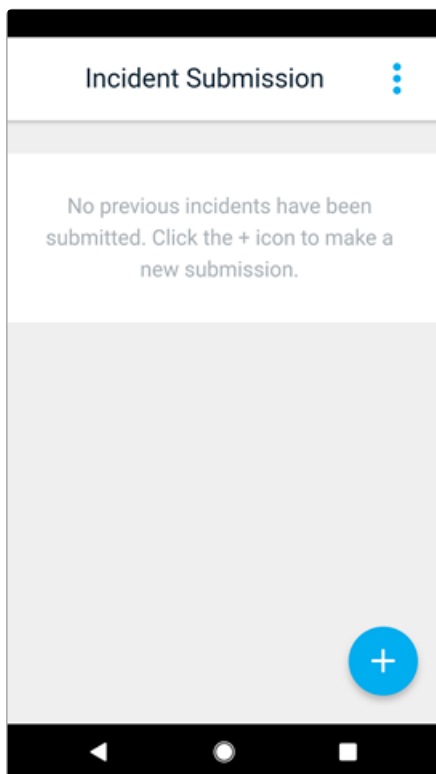 Incident Submission
No previous incidents have been
submitted. Click the + icon to make a
new submission.
+